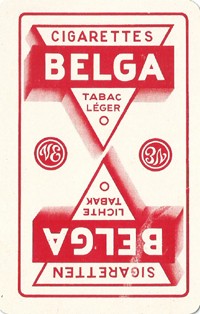 CIGARETTES
BELGA
TABAC
LÉGER
LICHTE
TABAK
BELGA
SIGARETTEN